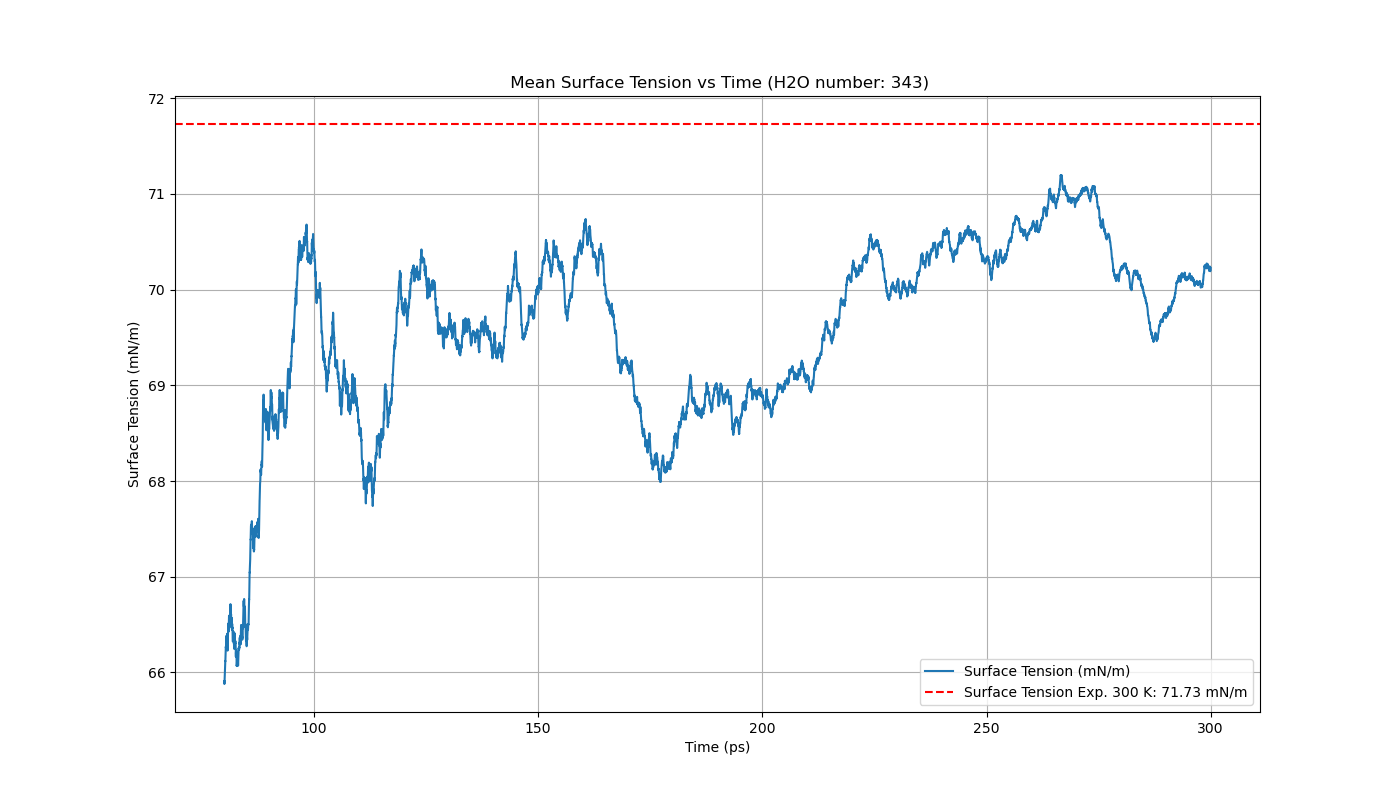 Mean Surface Tension vs Time (H2O number: 343)
72
71
70
69
68
67
66
Surface Tension (mN/m)
100
150
200
250
300
Time (ps)
Surface Tension (mN/m)
Surface Tension Exp. 300 K: 71.73 mN/m